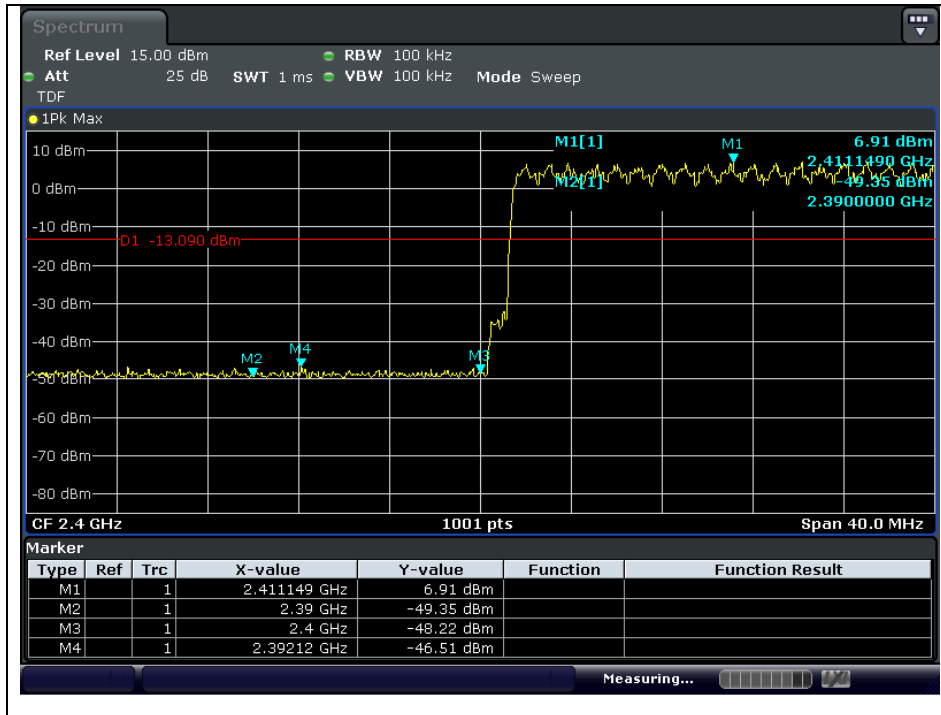 Spectrum
Ref Level 15.00 dBm RBW 100 kHz
Att 25 dB SWT 1 ms VBW 100 kHz Mode Sweep
TDF
1Pk Max
M1[1] 6.91 dBm
2.4111490 GHz
M2[1] -49.35 dBm
2.3900000 GHz
M1
10 dBm
0 dBm
-10 dBm
D1 -13.090 dBm
-20 dBm
-30 dBm
-40 dBm
M2 M4 M3
-50 dBm
-60 dBm
-70 dBm
-80 dBm
CF 2.4 GHz 1001 pts Span 40.0 MHz
Marker
Type Ref Trc X-value Y-value Function Function Result
M1 1 2.411149 GHz 6.91 dBm
M2 1 2.39 GHz -49.35 dBm
M3 1 2.4 GHz -48.22 dBm
M4 1 2.39212 GHz -46.51 dBm
Measuring...